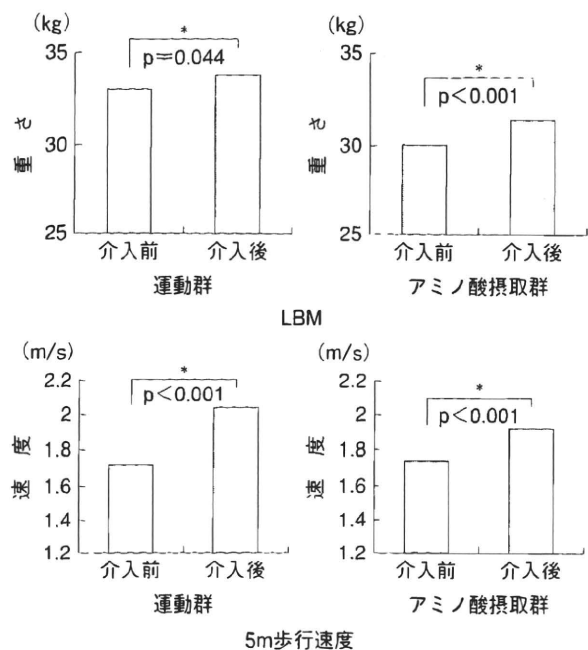 (kg)
*
p=0.044
35
30
25
重さ
介入前 介入後
運動群
(kg)
*
p<0.001
35
30
25
重さ
介入前 介入後
アミノ酸摂取群
LBM
(m/s)
*
p<0.001
2.2
2
1.8
1.6
1.4
1.2
速度
介入前 介入後
運動群
(m/s)
*
p<0.001
2.2
2
1.8
1.6
1.4
1.2
速度
介入前 介入後
アミノ酸摂取群
5m歩行速度